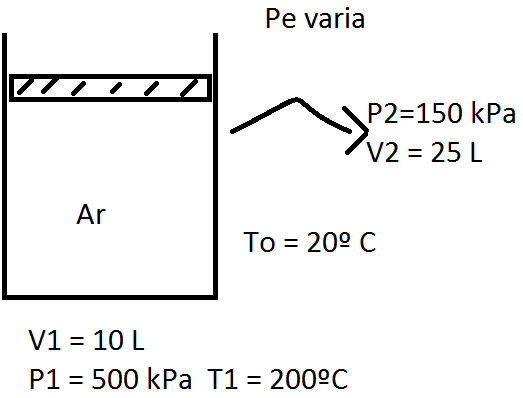 Pe varia
P2=150 kPa
V2 = 25 L
Ar
To = 20º C
V1 = 10 L
P1 = 500 kPa  T1 = 200ºC